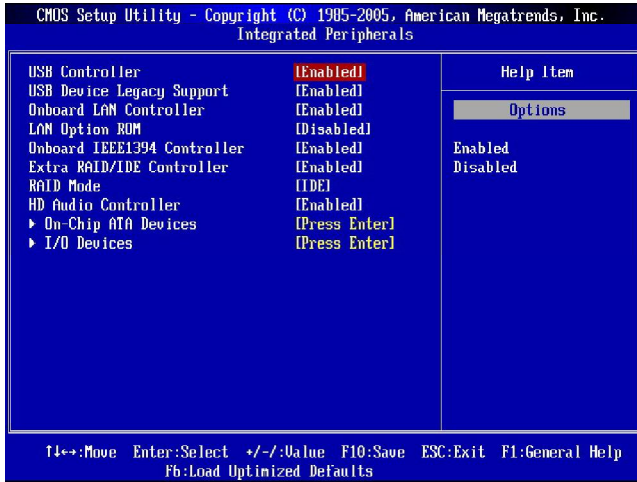 CMOS Setup Utility - Copyright (C) 1985-2005, American Megatrends, Inc.
Integrated Peripherals
USB Controller [Enabled]
USB Device Legacy Support [Enabled]
Onboard LAN Controller [Enabled]
LAN Option ROM [Disabled]
Onboard IEEE1394 Controller [Enabled]
Extra RAID/IDE Controller [Enabled]
RAID Mode [IDE]
HD Audio Controller [Enabled]
▸ On-Chip ATA Devices [Press Enter]
▸ I/O Devices [Press Enter]
Help Item
Options
Enabled
Disabled
↑↓←→:Move Enter:Select +/-/:Value F10:Save ESC:Exit F1:General Help
F6:Load Optimized Defaults